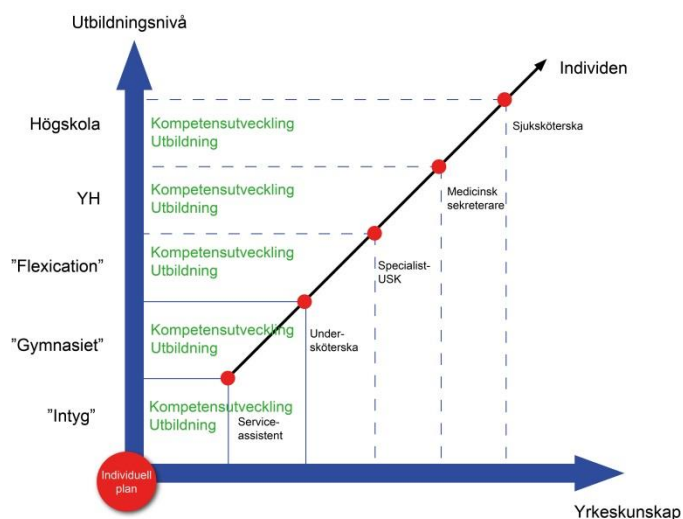 Utbildningsnivå
Individen
Högskola
Kompetensutveckling
Utbildning
Sjuksköterska
YH
Kompetensutveckling
Utbildning
Medicinsk
sekreterare
"Flexication"
Kompetensutveckling
Utbildning
Specialist-
USK
"Gymnasiet"
Kompetensutveckling
Utbildning
Under-
sköterska
"Intyg"
Kompetensutveckling
Utbildning
Service-
assistent
Individuell
plan
Yrkeskunskap